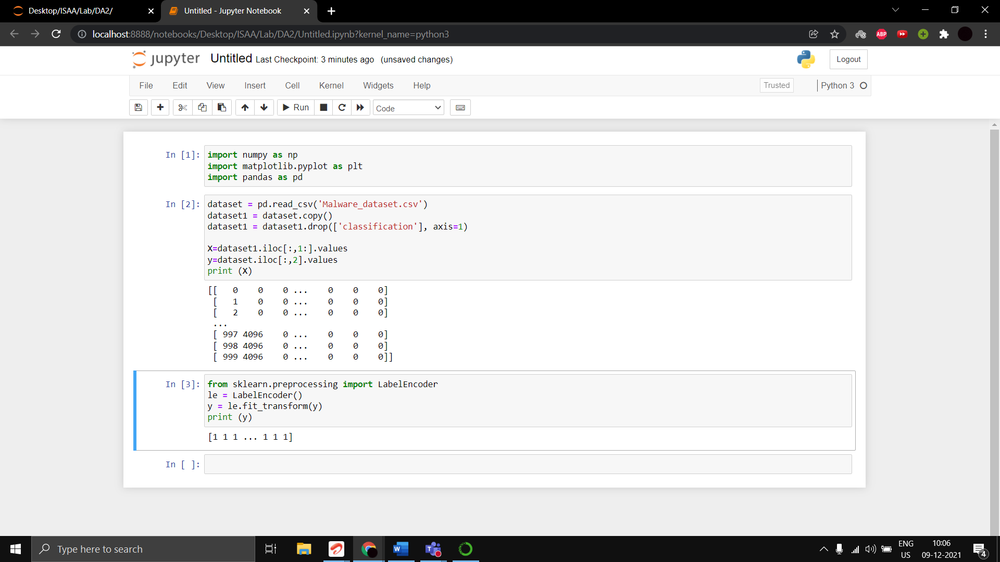 Desktop/ISAA/Lab/DA2/
Untitled - Jupyter Notebook
localhost:8888/notebooks/Desktop/ISAA/Lab/DA2/Untitled.ipynb?kernel_name=python3
ABP
jupyter Untitled Last Checkpoint: 3 minutes ago (unsaved changes)
Logout
File Edit View Insert Cell Kernel Widgets Help
Trusted
Python 3
Run
Code
In [1]: import numpy as np
import matplotlib.pyplot as plt
import pandas as pd
In [2]: dataset = pd.read_csv('Malware_dataset.csv')
dataset1 = dataset.copy()
dataset1 = dataset1.drop(['classification'], axis=1)
X=dataset1.iloc[:,1:].values
y=dataset.iloc[:,2].values
print (X)
[[   0    0    0 ...    0    0    0]
[   1    0    0 ...    0    0    0]
[   2    0    0 ...    0    0    0]
...
[ 997 4096    0 ...    0    0    0]
[ 998 4096    0 ...    0    0    0]
[ 999 4096    0 ...    0    0    0]]
In [3]: from sklearn.preprocessing import LabelEncoder
le = LabelEncoder()
y = le.fit_transform(y)
print (y)
[1 1 1 ... 1 1 1]
In [ ]:
Type here to search
ENG
US
10:06
09-12-2021
4